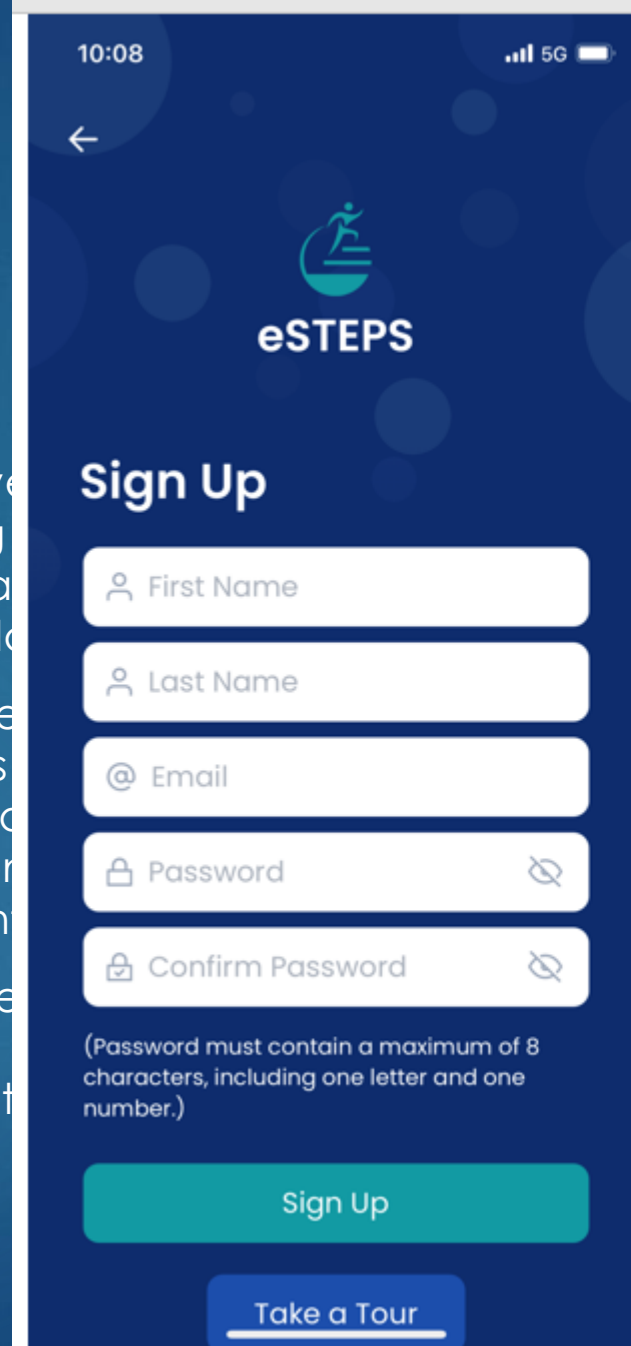 10:08
5G
eSTEPS
Sign Up
First Name
Last Name
@ Email
Password
Confirm Password
(Password must contain a maximum of 8
characters, including one letter and one
number.)
Sign Up
Take a Tour